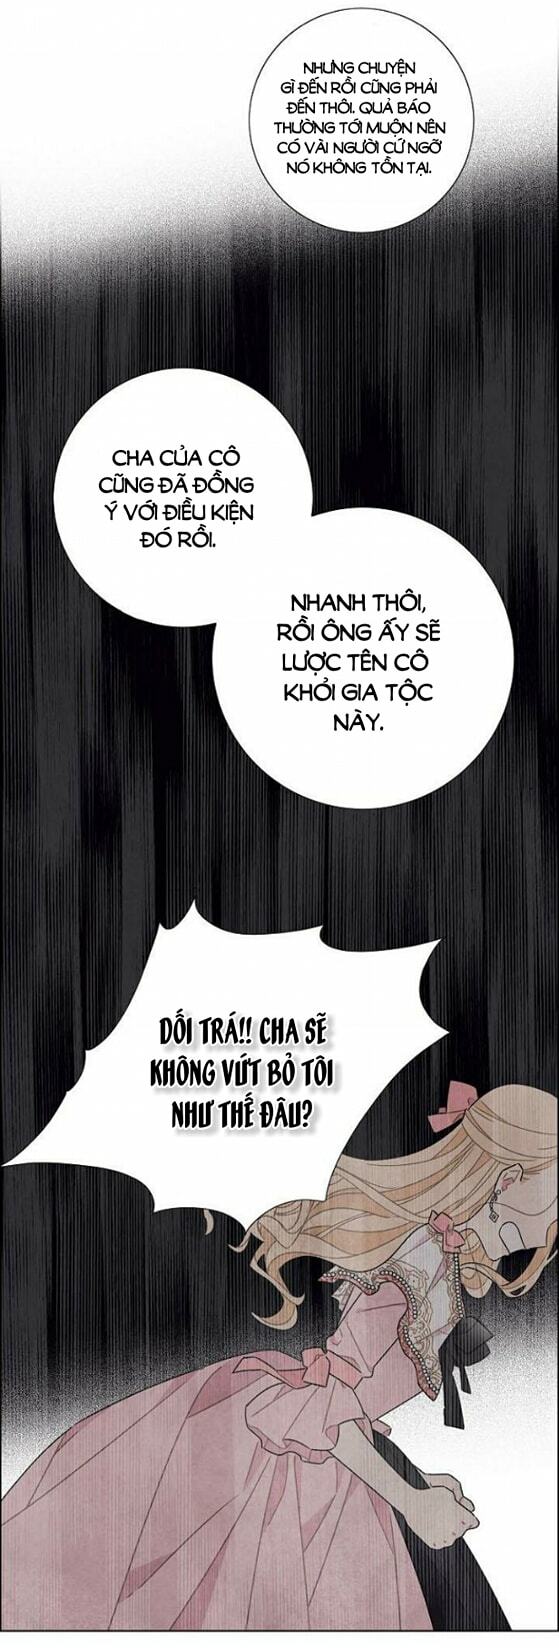 NHƯNG CHUYỆN
GÌ ĐẾN RỒI CŨNG PHẢI
ĐẾN THÔI. QUẢ BÁO
THƯỜNG TỚI MUỘN NÊN
CÓ VÀI NGƯỜI CỨ NGỠ
NÓ KHÔNG TỒN TẠI.
CHA CỦA CÔ
CŨNG ĐÃ ĐỒNG
Ý VỚI ĐIỀU KIỆN
ĐÓ RỒI.
NHANH THÔI,
RỒI ÔNG ẤY SẼ
LƯỢC TÊN CÔ
KHỎI GIA TỘC
NÀY.
DỐI TRÁ!! CHA SẼ
KHÔNG VỨT BỎ TÔI
NHƯ THẾ ĐÂU?